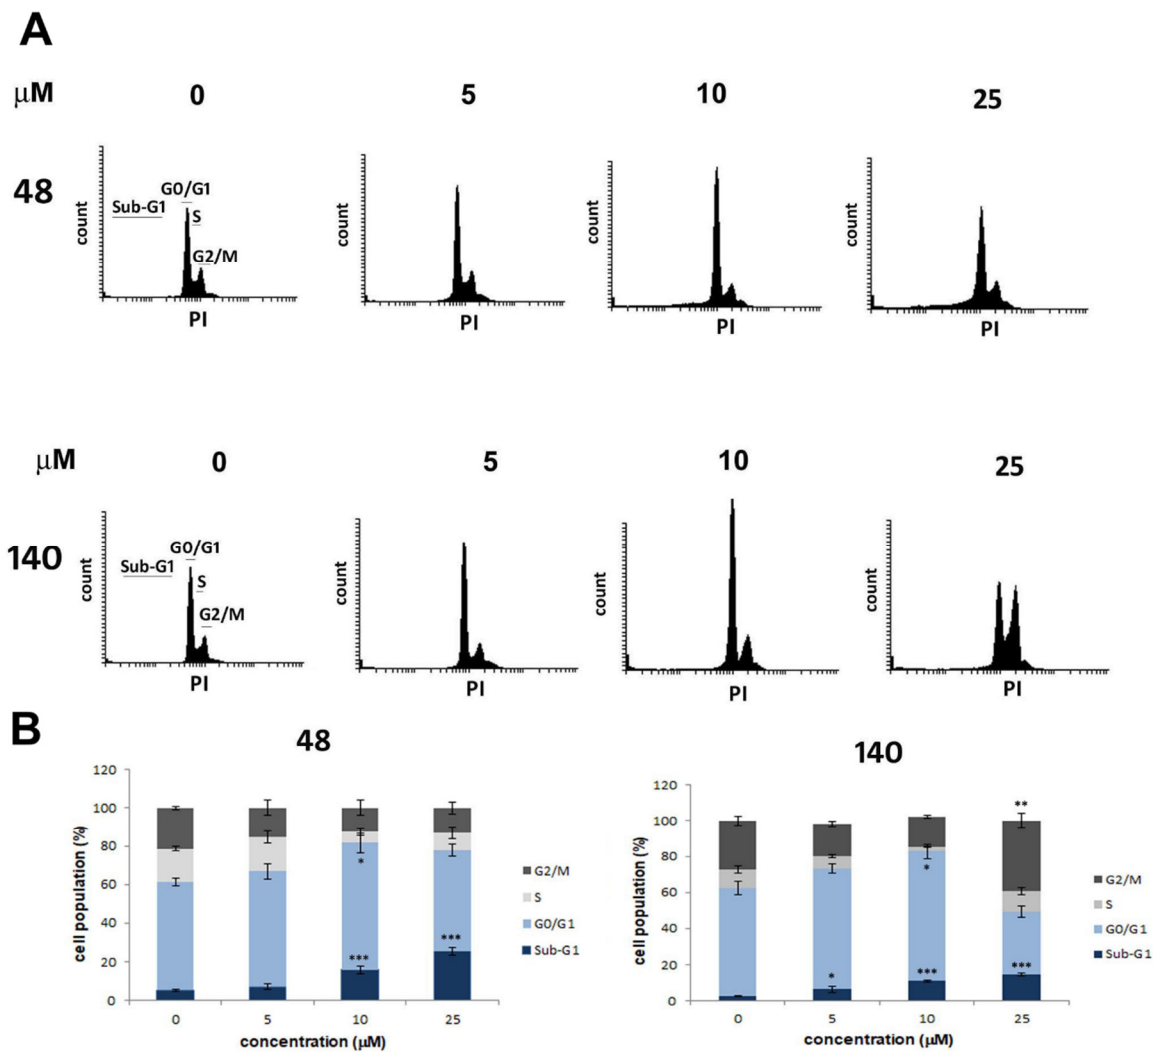 A
μM 0 5 10 25
48
count
Sub-G1
G0/G1
S
G2/M
PI
count
PI
count
PI
count
PI
μM 0 5 10 25
140
count
Sub-G1
G0/G1
S
G2/M
PI
count
PI
count
PI
count
PI
B
48
cell population (%)
120
100
80
60
40
20
0
***
*
***
0 5 10 25
concentration (μM)
G2/M
S
G0/G1
Sub-G1
140
cell population (%)
120
100
80
60
40
20
0
*
***
*
***
**
0 5 10 25
concentration (μM)
G2/M
S
G0/G1
Sub-G1